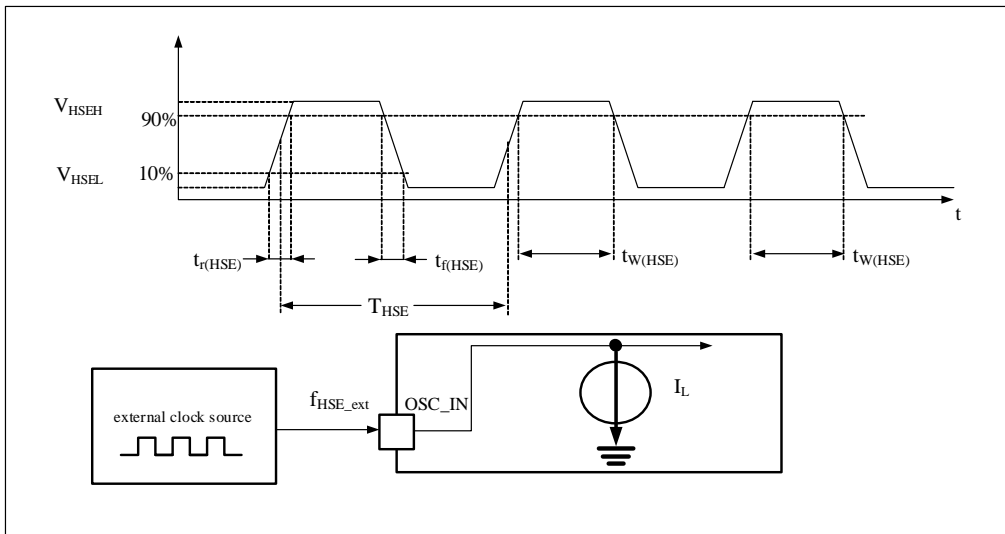 V_HSEH
90%
V_HSEL
10%
t
t_r(HSE)
t_f(HSE)
t_W(HSE)
t_W(HSE)
T_HSE
external clock source
f_HSE_ext
OSC_IN
I_L